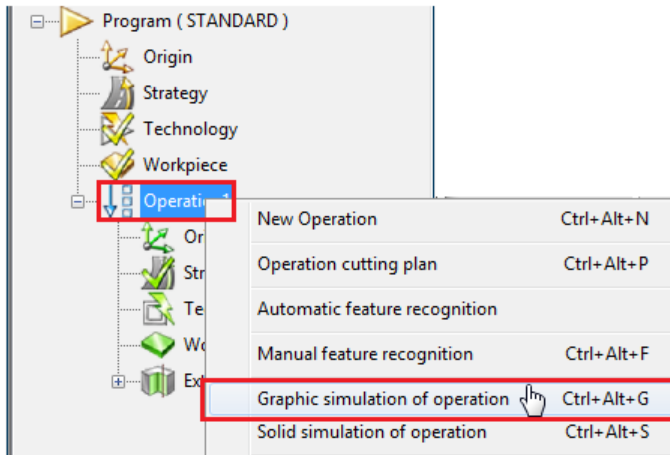 Program ( STANDARD )
Origin
Strategy
Technology
Workpiece
New Operation Ctrl+Alt+N
Operation cutting plan Ctrl+Alt+P
Automatic feature recognition
Manual feature recognition Ctrl+Alt+F
Graphic simulation of operation Ctrl+Alt+G
Solid simulation of operation Ctrl+Alt+S